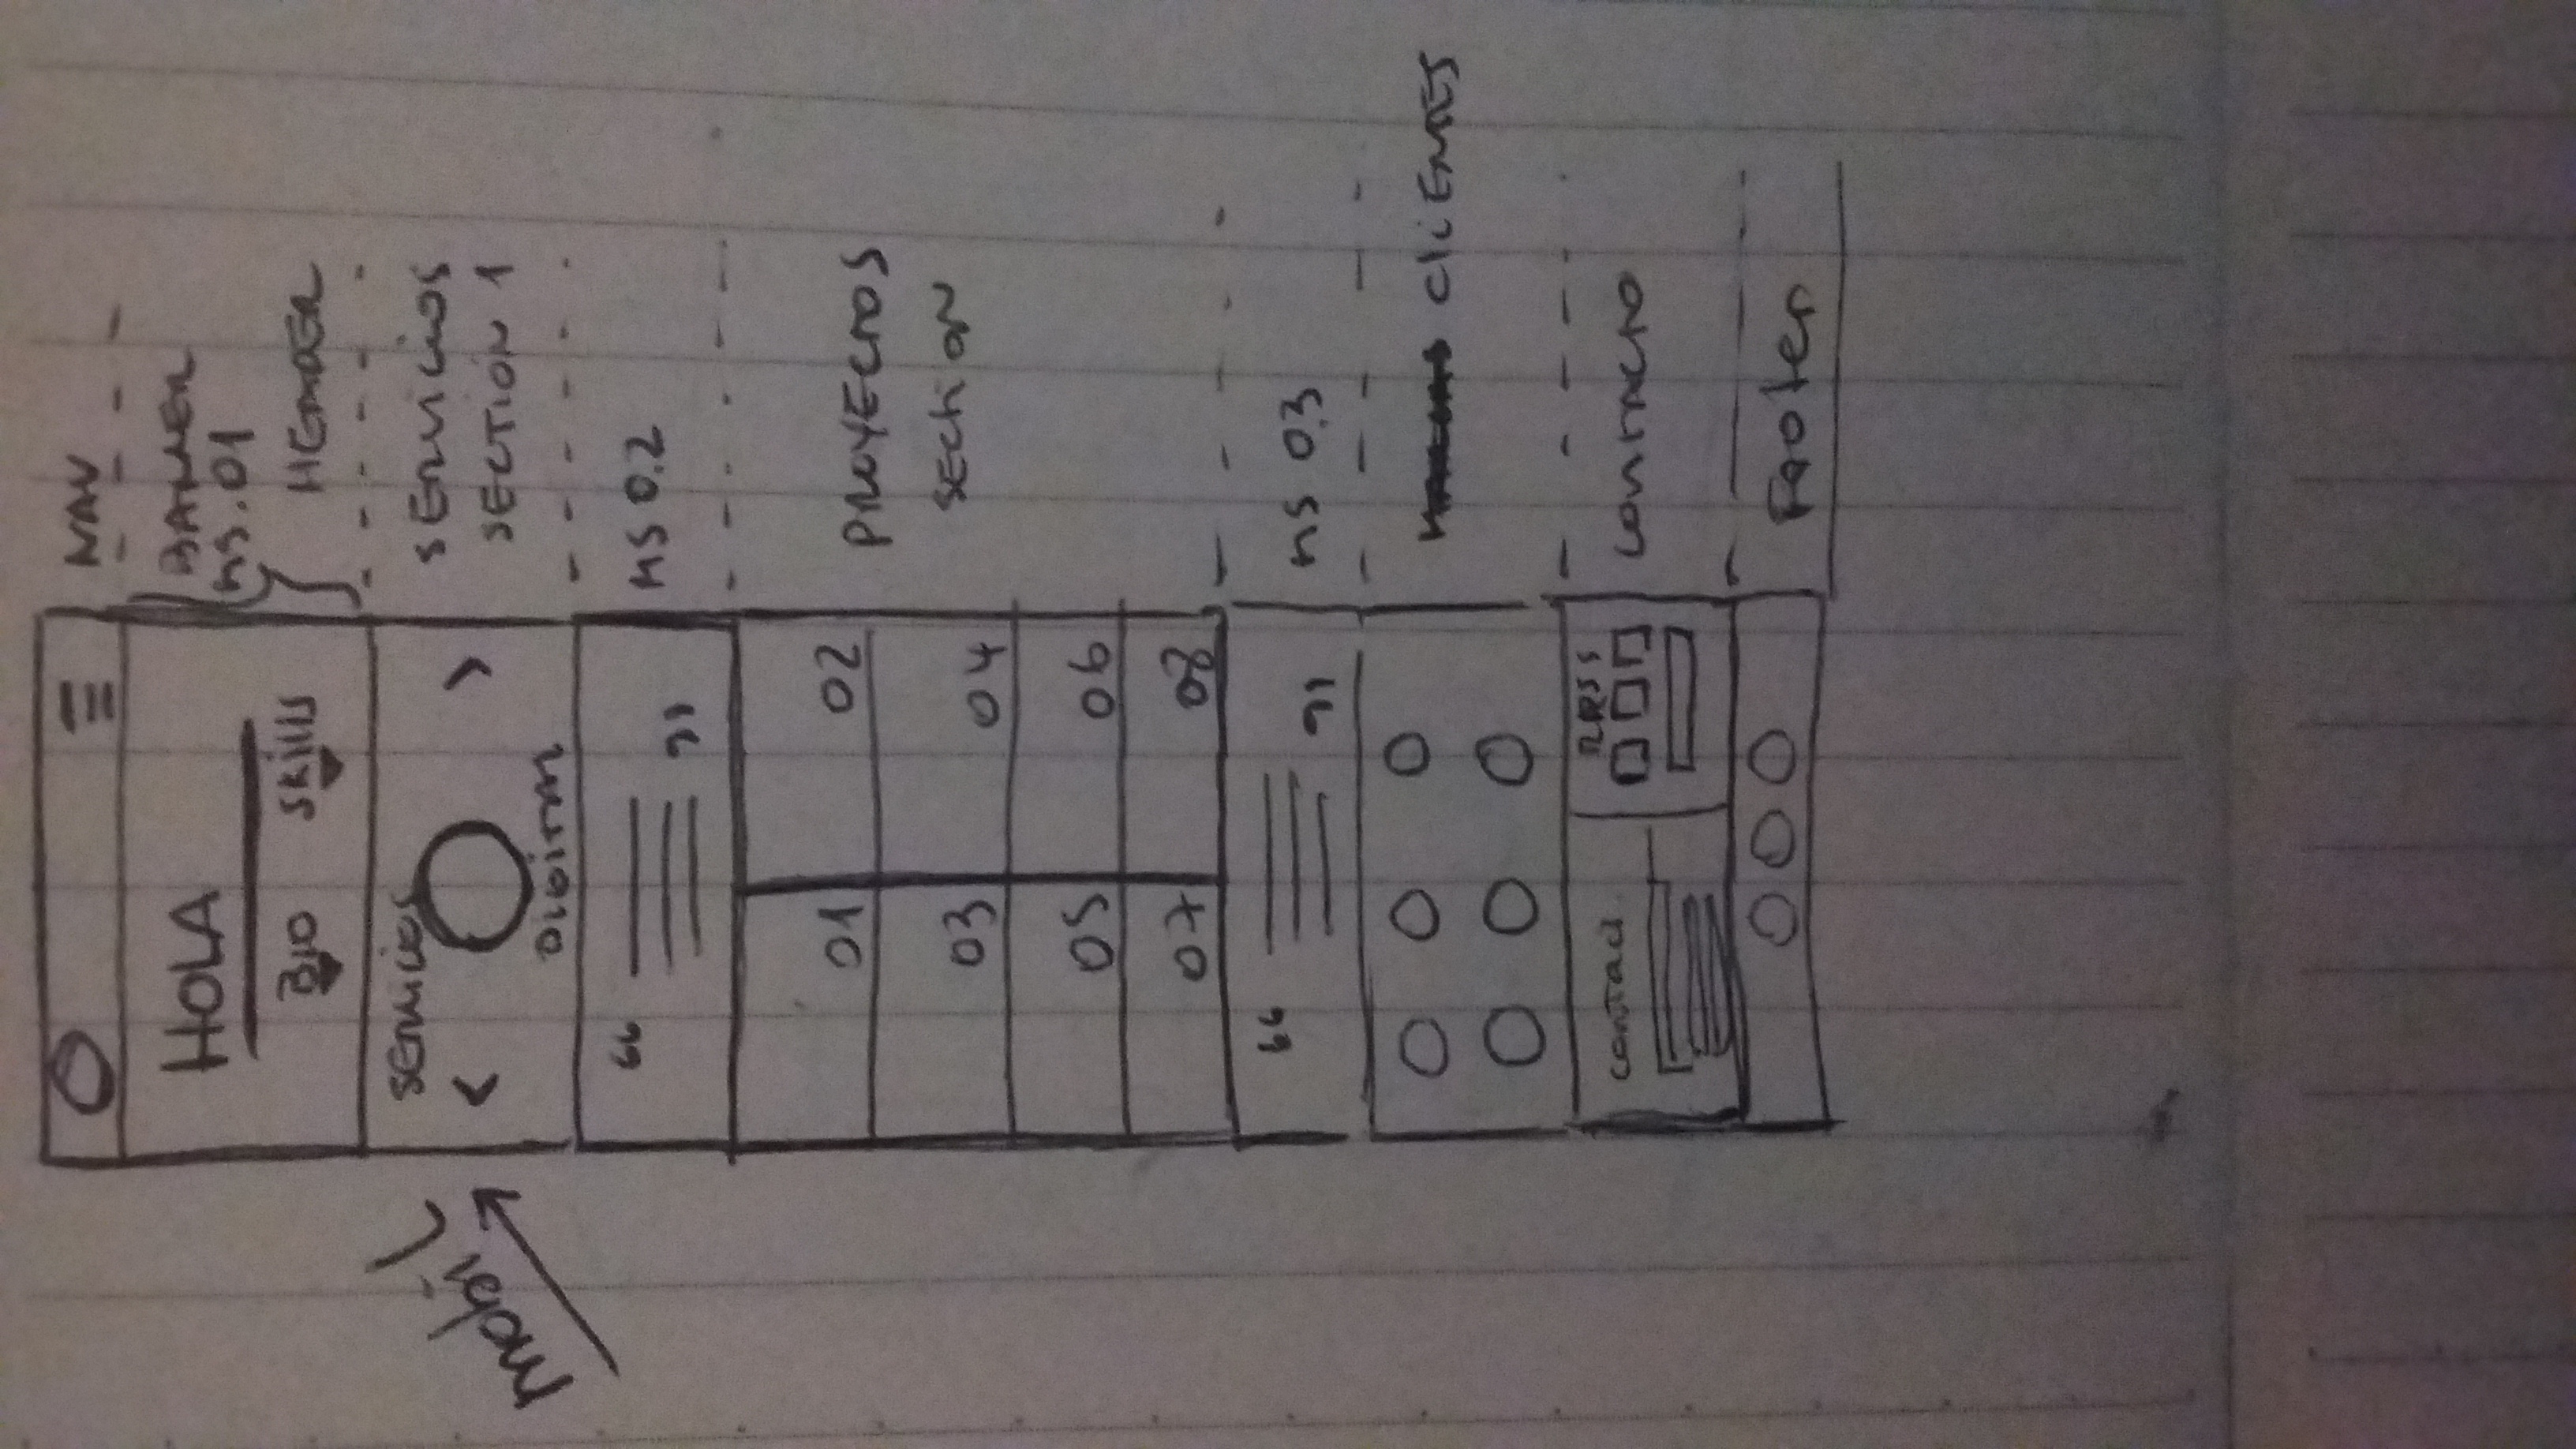 NAV
HOLA
BANNER
MS.01
BIO
Skills
HEADER
mobil
SERVICIOS
<
>
DIGITAL
SERVICIOS
SECTION 1
“
”
MS 0.2
01
02
03
04
05
06
07
08
PROYECTOS
SECTION
“
”
MS 0.3
CLIENTES
CONTACT
RRSS
CONTACTO
Footer